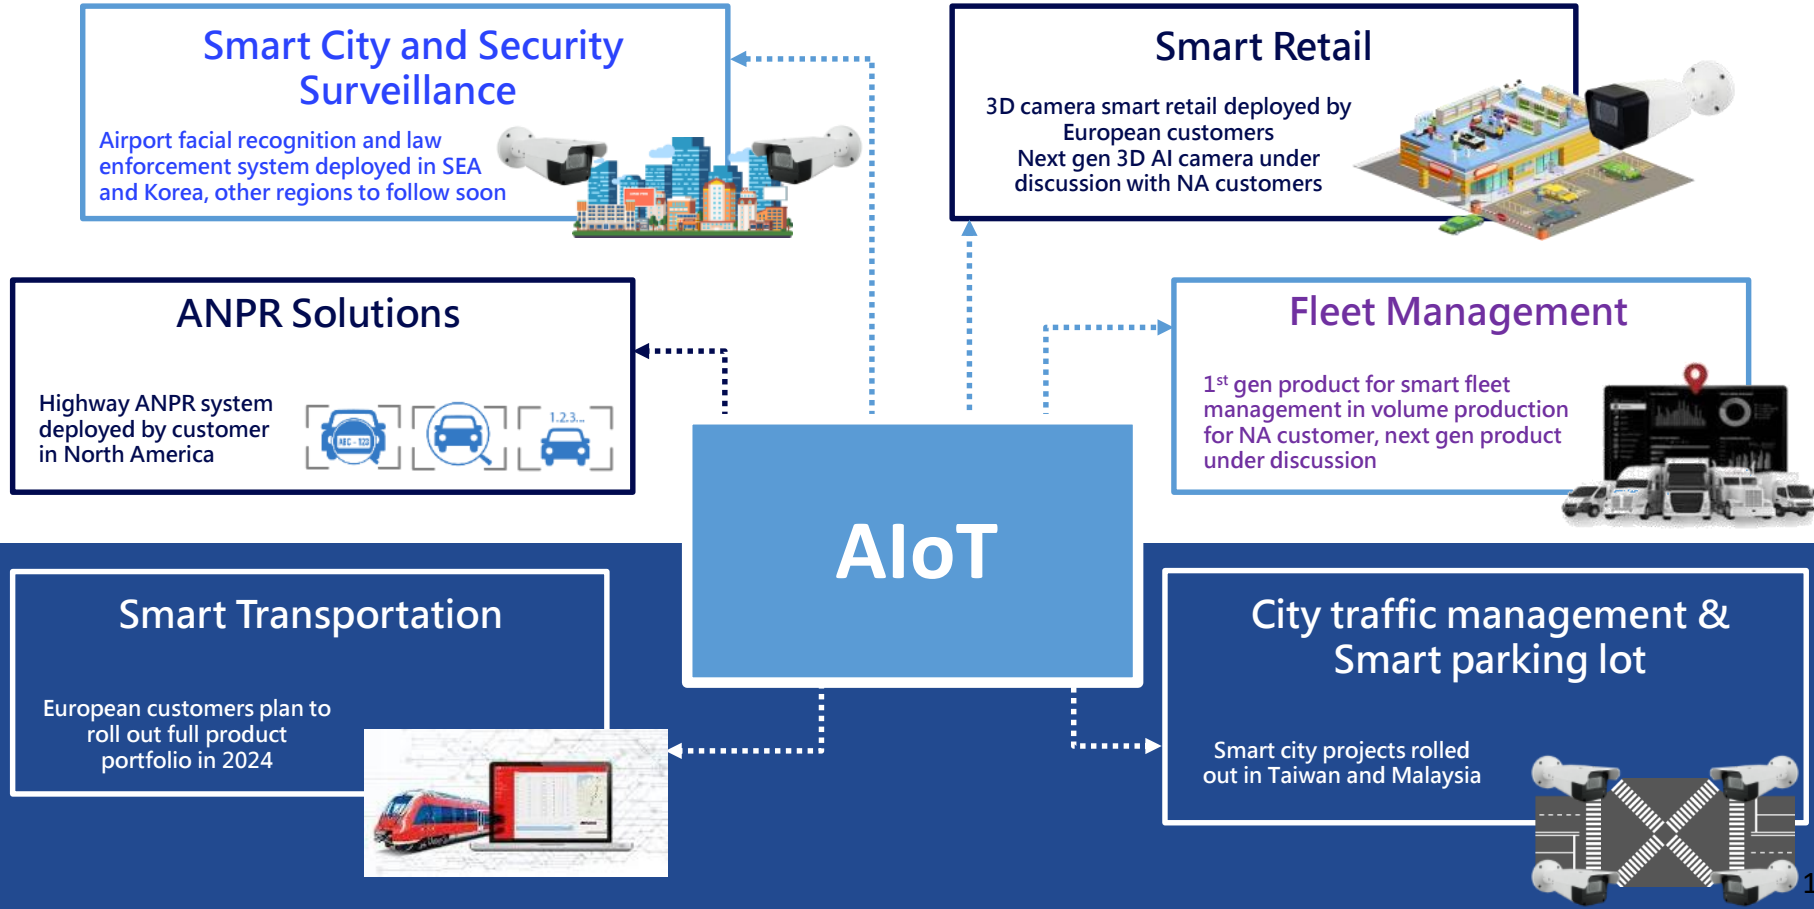 Smart City and Security
Surveillance
Airport facial recognition and law
enforcement system deployed in SEA
and Korea, other regions to follow soon
Smart Retail
3D camera smart retail deployed by
European customers
Next gen 3D AI camera under
discussion with NA customers
ANPR Solutions
Highway ANPR system
deployed by customer
in North America
ABC - 123
1.2.3...
Fleet Management
1st gen product for smart fleet
management in volume production
for NA customer, next gen product
under discussion
AIoT
Smart Transportation
European customers plan to
roll out full product
portfolio in 2024
City traffic management &
Smart parking lot
Smart city projects rolled
out in Taiwan and Malaysia
1